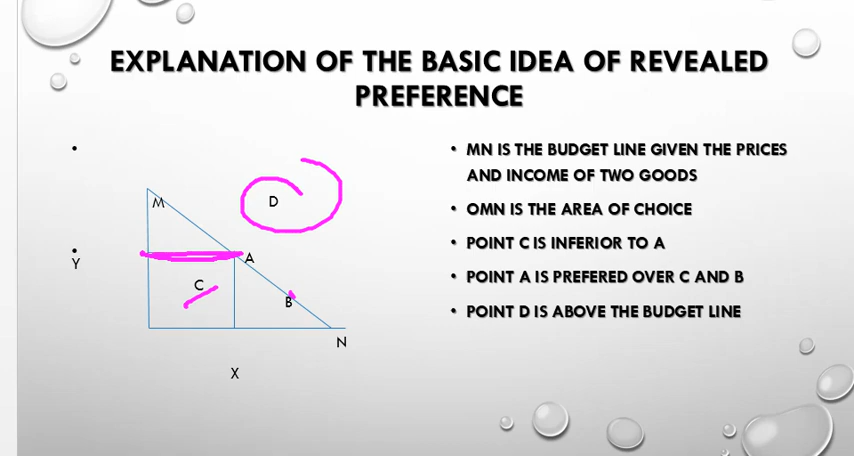 EXPLANATION OF THE BASIC IDEA OF REVEALED
PREFERENCE
M
D
A
Y
C
B
N
X
• MN IS THE BUDGET LINE GIVEN THE PRICES
AND INCOME OF TWO GOODS
• OMN IS THE AREA OF CHOICE
• POINT C IS INFERIOR TO A
• POINT A IS PREFERED OVER C AND B
• POINT D IS ABOVE THE BUDGET LINE